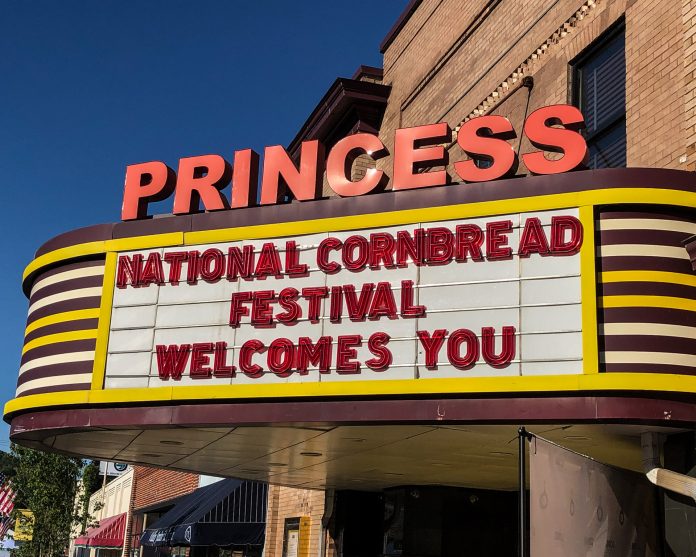 PRINCESS
NATIONAL CORNBREAD
FESTIVAL
WELCOMES YOU